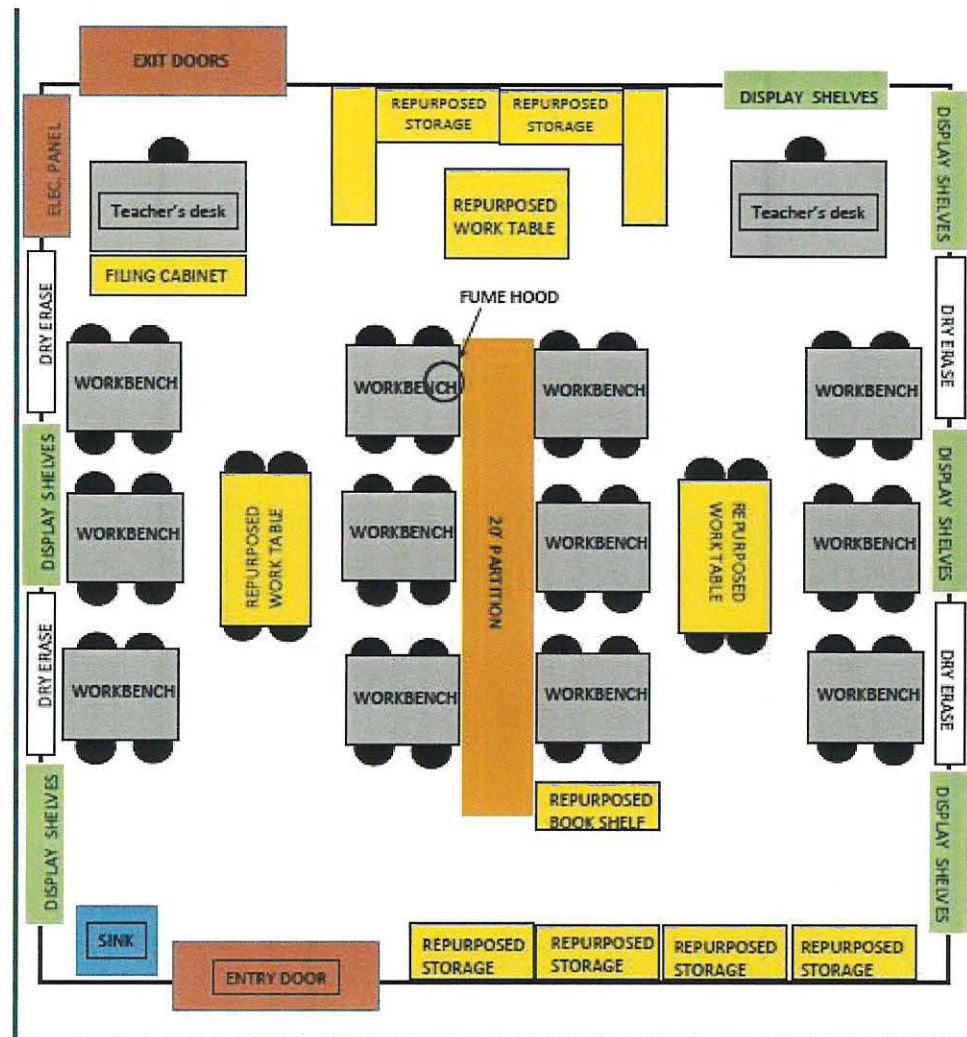 EXIT DOORS
REPURPOSED
STORAGE
REPURPOSED
STORAGE
DISPLAY SHELVES
ELEC. PANEL
DISPLAY SHELVES
Teacher's desk
REPURPOSED
WORK TABLE
Teacher's desk
FILING CABINET
DRY ERASE
FUME HOOD
DRY ERASE
WORKBENCH
WORKBENCH
WORKBENCH
WORKBENCH
DISPLAY SHELVES
REPURPOSED
WORK TABLE
20' PARTITION
REPURPOSED
WORK TABLE
DISPLAY SHELVES
WORKBENCH
WORKBENCH
WORKBENCH
WORKBENCH
DRY ERASE
DRY ERASE
WORKBENCH
WORKBENCH
WORKBENCH
WORKBENCH
DISPLAY SHELVES
REPURPOSED
BOOK SHELF
DISPLAY SHELVES
SINK
ENTRY DOOR
REPURPOSED
STORAGE
REPURPOSED
STORAGE
REPURPOSED
STORAGE
REPURPOSED
STORAGE